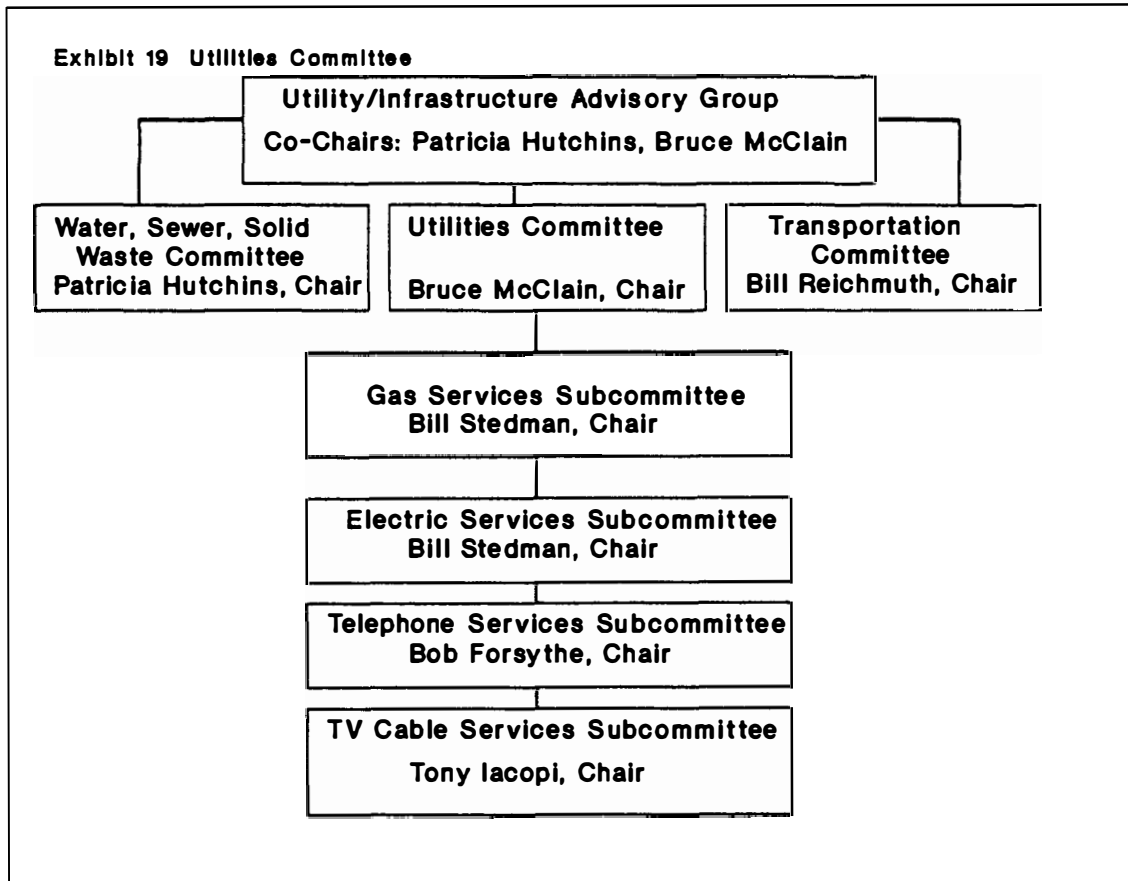 Exhibit 19 Utilities Committee
Utility/Infrastructure Advisory Group
Co-Chairs: Patricia Hutchins, Bruce McClain
Water, Sewer, Solid
Waste Committee
Patricia Hutchins, Chair
Utilities Committee
Bruce McClain, Chair
Transportation
Committee
Bill Reichmuth, Chair
Gas Services Subcommittee
Bill Stedman, Chair
Electric Services Subcommittee
Bill Stedman, Chair
Telephone Services Subcommittee
Bob Forsythe, Chair
TV Cable Services Subcommittee
Tony Iacopi, Chair